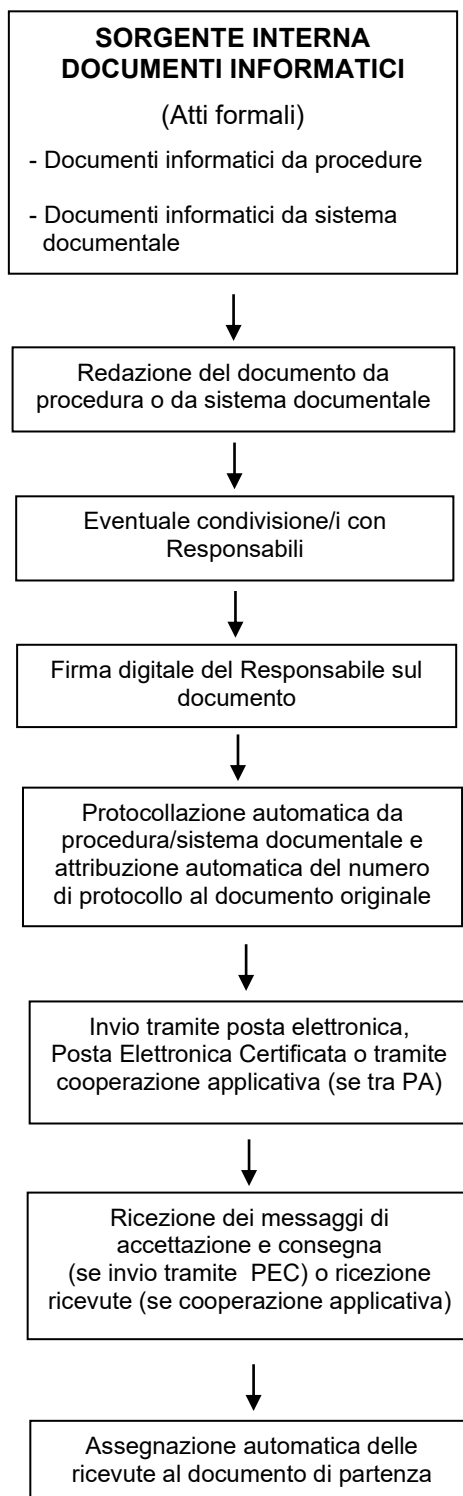 SORGENTE INTERNA
DOCUMENTI INFORMATICI
(Atti formali)
- Documenti informatici da procedure
- Documenti informatici da sistema
documentale
Redazione del documento da
procedura o da sistema documentale
Eventuale condivisione/i con
Responsabili
Firma digitale del Responsabile sul
documento
Protocollazione automatica da
procedura/sistema documentale e
attribuzione automatica del numero
di protocollo al documento originale
Invio tramite posta elettronica,
Posta Elettronica Certificata o tramite
cooperazione applicativa (se tra PA)
Ricezione dei messaggi di
accettazione e consegna
(se invio tramite PEC) o ricezione
ricevute (se cooperazione applicativa)
Assegnazione automatica delle
ricevute al documento di partenza